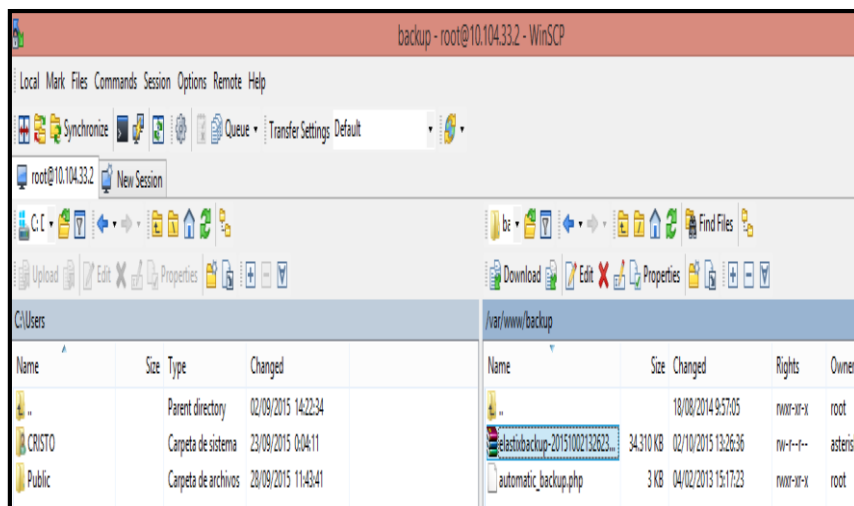 backup - root@10.104.33.2 - WinSCP
Local Mark Files Commands Session Options Remote Help
Synchronize Queue Transfer Settings Default
root@10.104.33.2 New Session
C: Find Files
Upload Edit Properties Download Edit Properties
C:\Users /var/www/backup
Name Size Type Changed Name Size Changed Rights Owner
.. Parent directory 02/09/2015 14:22:34 .. 18/08/2014 9:57:05 rwxr-xr-x root
CRISTO Carpeta de sistema 23/09/2015 0:04:11 elastixbackup-20151002132623... 34.310 KB 02/10/2015 13:26:36 rw-r--r-- asteris
Public Carpeta de archivos 28/09/2015 11:43:41 automatic_backup.php 3 KB 04/02/2013 15:17:23 rwxr-xr-x root